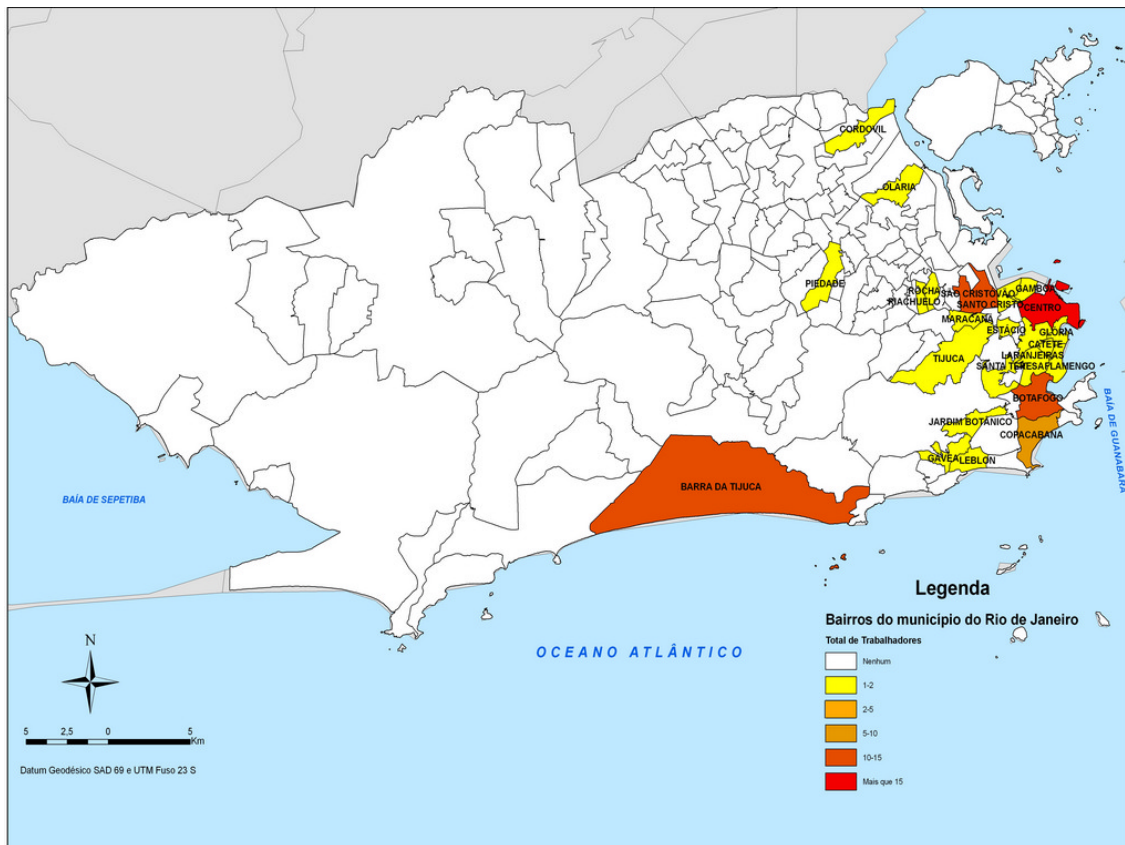 CORDOVIL
OLARIA
PIEDADE
ROCHA
RIACHUELO
SÃO CRISTOVÃO
GAMBOA
SANTO CRISTO
CENTRO
MARACANÃ
ESTÁCIO
GLÓRIA
CATETE
TIJUCA
LARANJEIRAS
SANTA TERESA
FLAMENGO
BOTAFOGO
JARDIM BOTÂNICO
COPACABANA
GÁVEA
LEBLON
BARRA DA TIJUCA
BAÍA DE GUANABARA
BAÍA DE SEPETIBA
OCEANO ATLÂNTICO
Legenda
Bairros do município do Rio de Janeiro
Total de Trabalhadores
Nenhum
1-2
2-5
5-10
10-15
Mais que 15
N
5 2,5 0 5
Km
Datum Geodésico SAD 69 e UTM Fuso 23 S